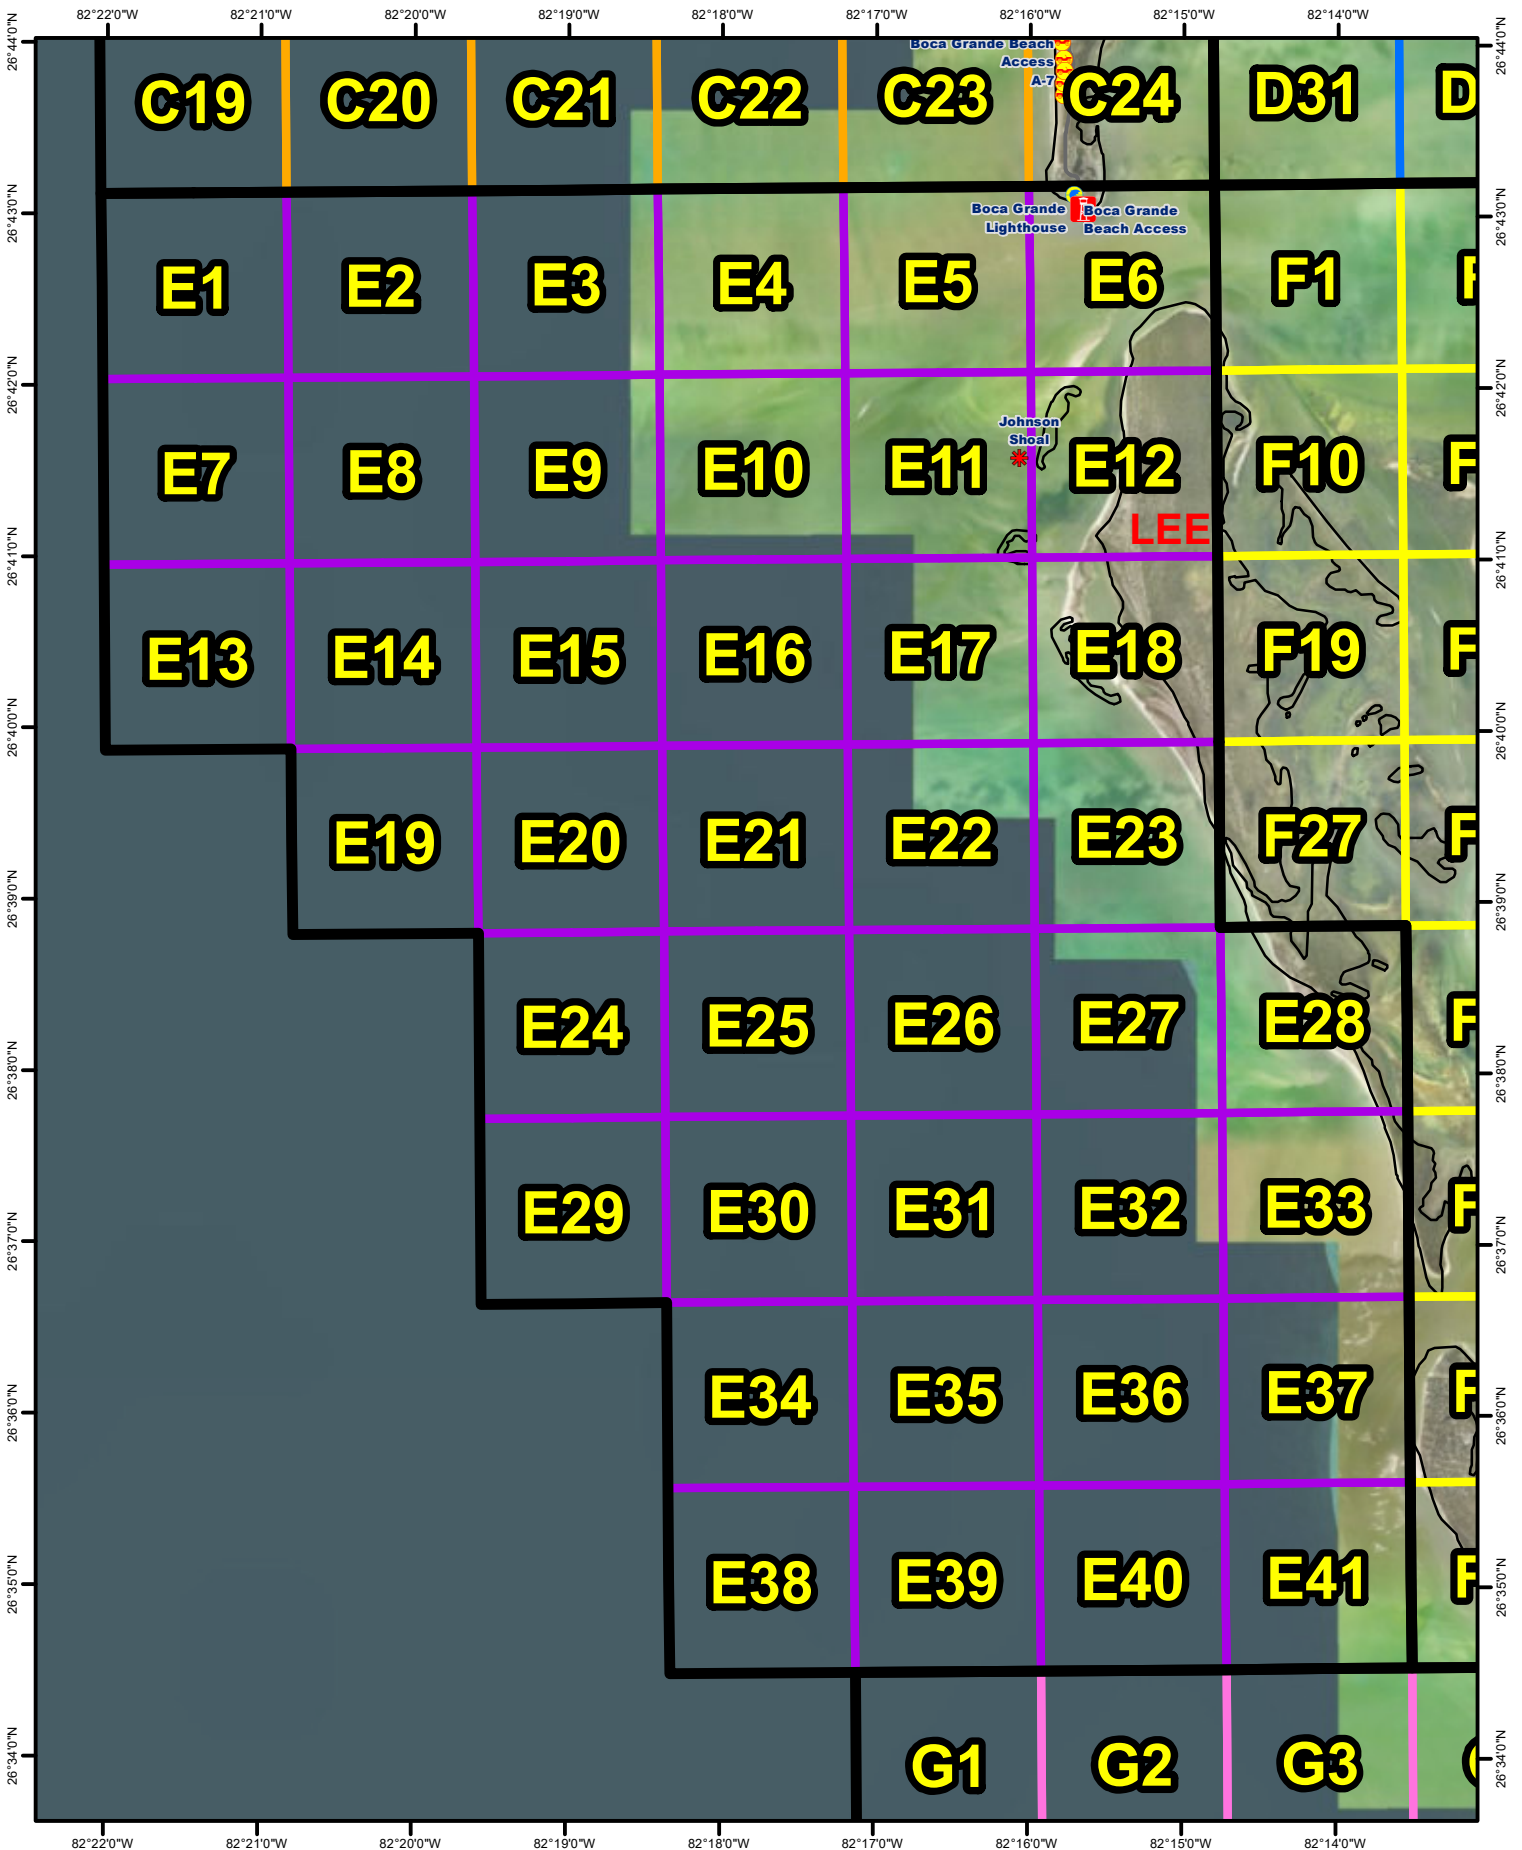 82°22'0"W 82°21'0"W 82°20'0"W 82°19'0"W 82°18'0"W 82°17'0"W 82°16'0"W 82°15'0"W 82°14'0"W
26°44'0"N 26°44'0"N
Boca Grande Beach
Access
A-7
C19 C20 C21 C22 C23 C24 D31 D
26°43'0"N 26°43'0"N
Boca Grande
Lighthouse
Boca Grande
Beach Access
E1 E2 E3 E4 E5 E6 F1 F
26°42'0"N 26°42'0"N
Johnson
Shoal
E7 E8 E9 E10 E11 E12 F10 F
LEE
26°41'0"N 26°41'0"N
E13 E14 E15 E16 E17 E18 F19 F
26°40'0"N 26°40'0"N
E19 E20 E21 E22 E23 F27 F
26°39'0"N 26°39'0"N
E24 E25 E26 E27 E28 F
26°38'0"N 26°38'0"N
E29 E30 E31 E32 E33 F
26°37'0"N 26°37'0"N
E34 E35 E36 E37 F
26°36'0"N 26°36'0"N
E38 E39 E40 E41 F
26°35'0"N 26°35'0"N
G1 G2 G3
26°34'0"N 26°34'0"N
82°22'0"W 82°21'0"W 82°20'0"W 82°19'0"W 82°18'0"W 82°17'0"W 82°16'0"W 82°15'0"W 82°14'0"W